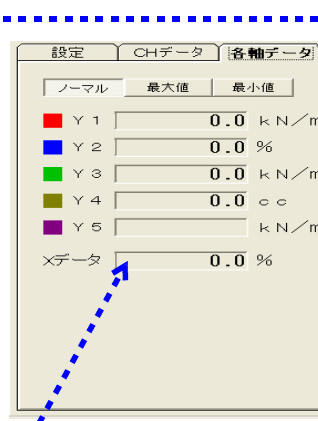 設定 CHデータ 各軸データ
ノーマル 最大値 最小値
Y1 0.0 kN/m
Y2 0.0 %
Y3 0.0 kN/m
Y4 0.0 cc
Y5 kN/m
Xデータ 0.0 %